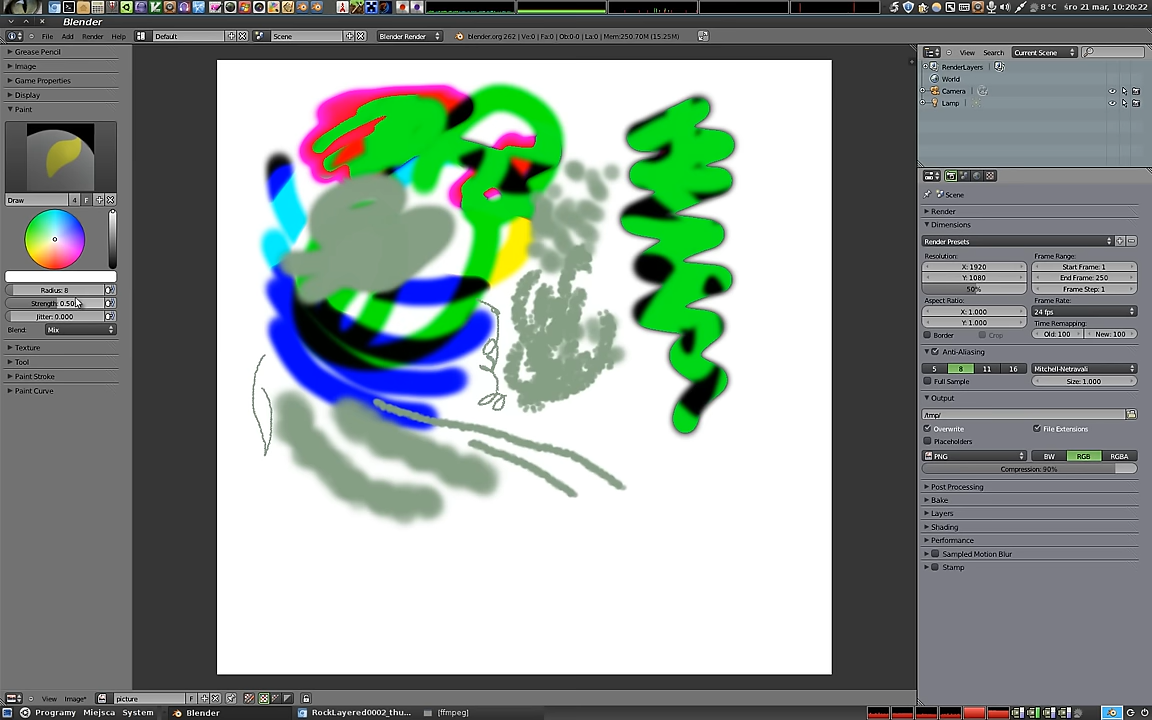 8 °C śro 21 mar, 10:20:22
Blender
File Add Render Help Default Scene Blender Render blender.org 262 | Ve:0 | Fa:0 | Ob:0-0 | La:0 | Mem:250.70M (15.25M)
View Search Current Scene
Grease Pencil
Image
Game Properties
Display
Paint
Draw 4 F
Radius: 8
Strength: 0.50
Jitter: 0.000
Blend: Mix
Texture
Tool
Paint Stroke
Paint Curve
RenderLayers
World
Camera
Lamp
Scene
Render
Dimensions
Render Presets
Resolution: Frame Range:
X: 1920 Start Frame: 1
Y: 1080 End Frame: 250
50% Frame Step: 1
Aspect Ratio: Frame Rate:
X: 1.000 24 fps
Y: 1.000 Time Remapping:
Border Crop Old: 100 New: 100
Anti-Aliasing
5 8 11 16 Mitchell-Netravali
Full Sample Size: 1.000
Output
/tmp/
Overwrite File Extensions
Placeholders
PNG BW RGB RGBA
Compression: 90%
Post Processing
Bake
Layers
Shading
Performance
Sampled Motion Blur
Stamp
View Image* picture F
Programy Miejsca System Blender RockLayered0002_thu... [ffmpeg]